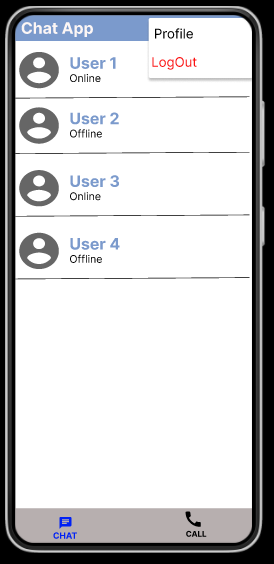 Chat App
Profile
LogOut
User 1
Online
User 2
Offline
User 3
Online
User 4
Offline
CHAT
CALL